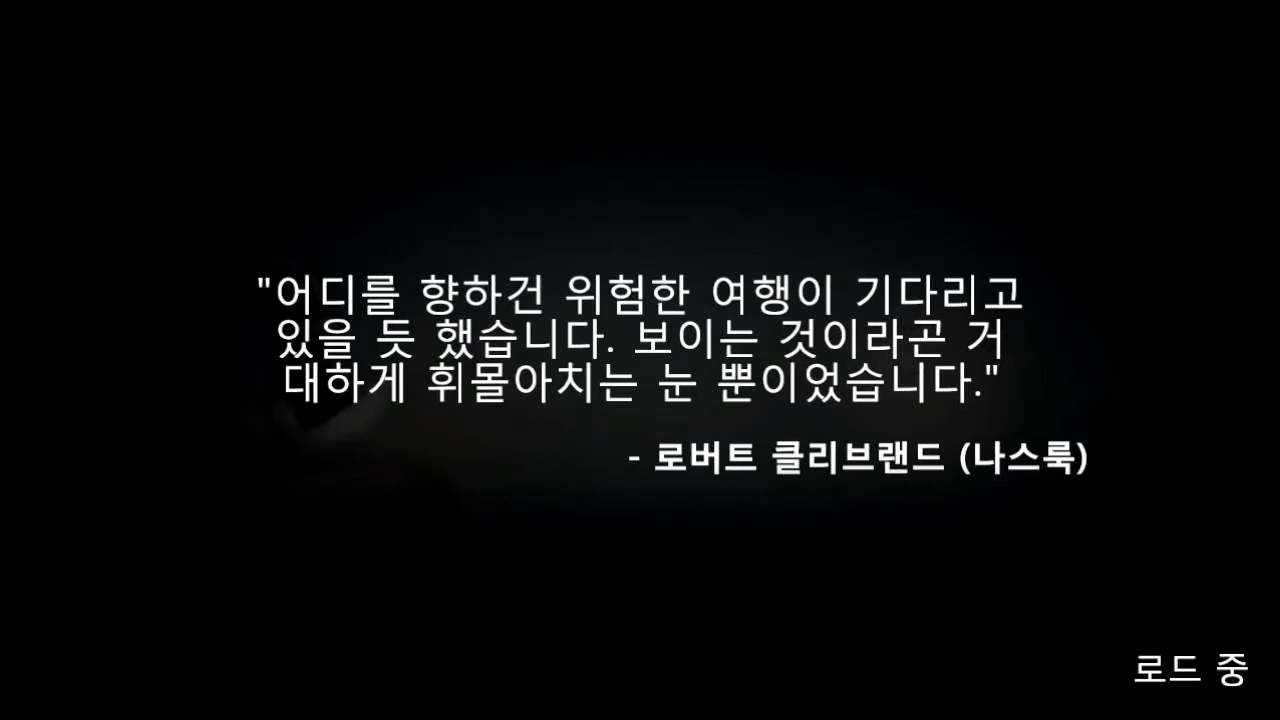 "어디를 향하건 위험한 여행이 기다리고
있을 듯 했습니다. 보이는 것이라곤 거
대하게 휘몰아치는 눈 뿐이었습니다."
- 로버트 클리브랜드 (나스룩)
로드 중